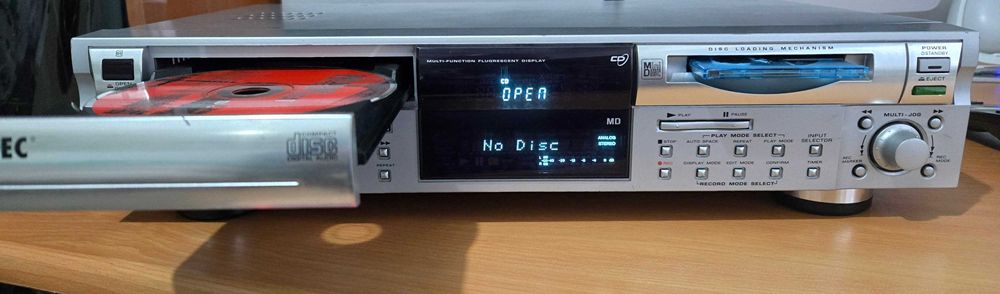 OPEN
EC
COMPACT
disc
DIGITAL AUDIO
REPEAT
MULTI-FUNCTION FLUORESCENT DISPLAY
CD
OPEN
MD
No Disc
ANALOG
STEREO
DISC LOADING MECHANISM
Mini
Disc
POWER
STANDBY
EJECT
PLAY
PAUSE
PLAY MODE SELECT
STOP
AUTO SPACE
REPEAT
PLAY MODE
INPUT
SELECTOR
REC
DISPLAY MODE
EDIT MODE
CONFIRM
TIMER
RECORD MODE SELECT
MULTI-JOG
REC
MARKER
REC
MODE